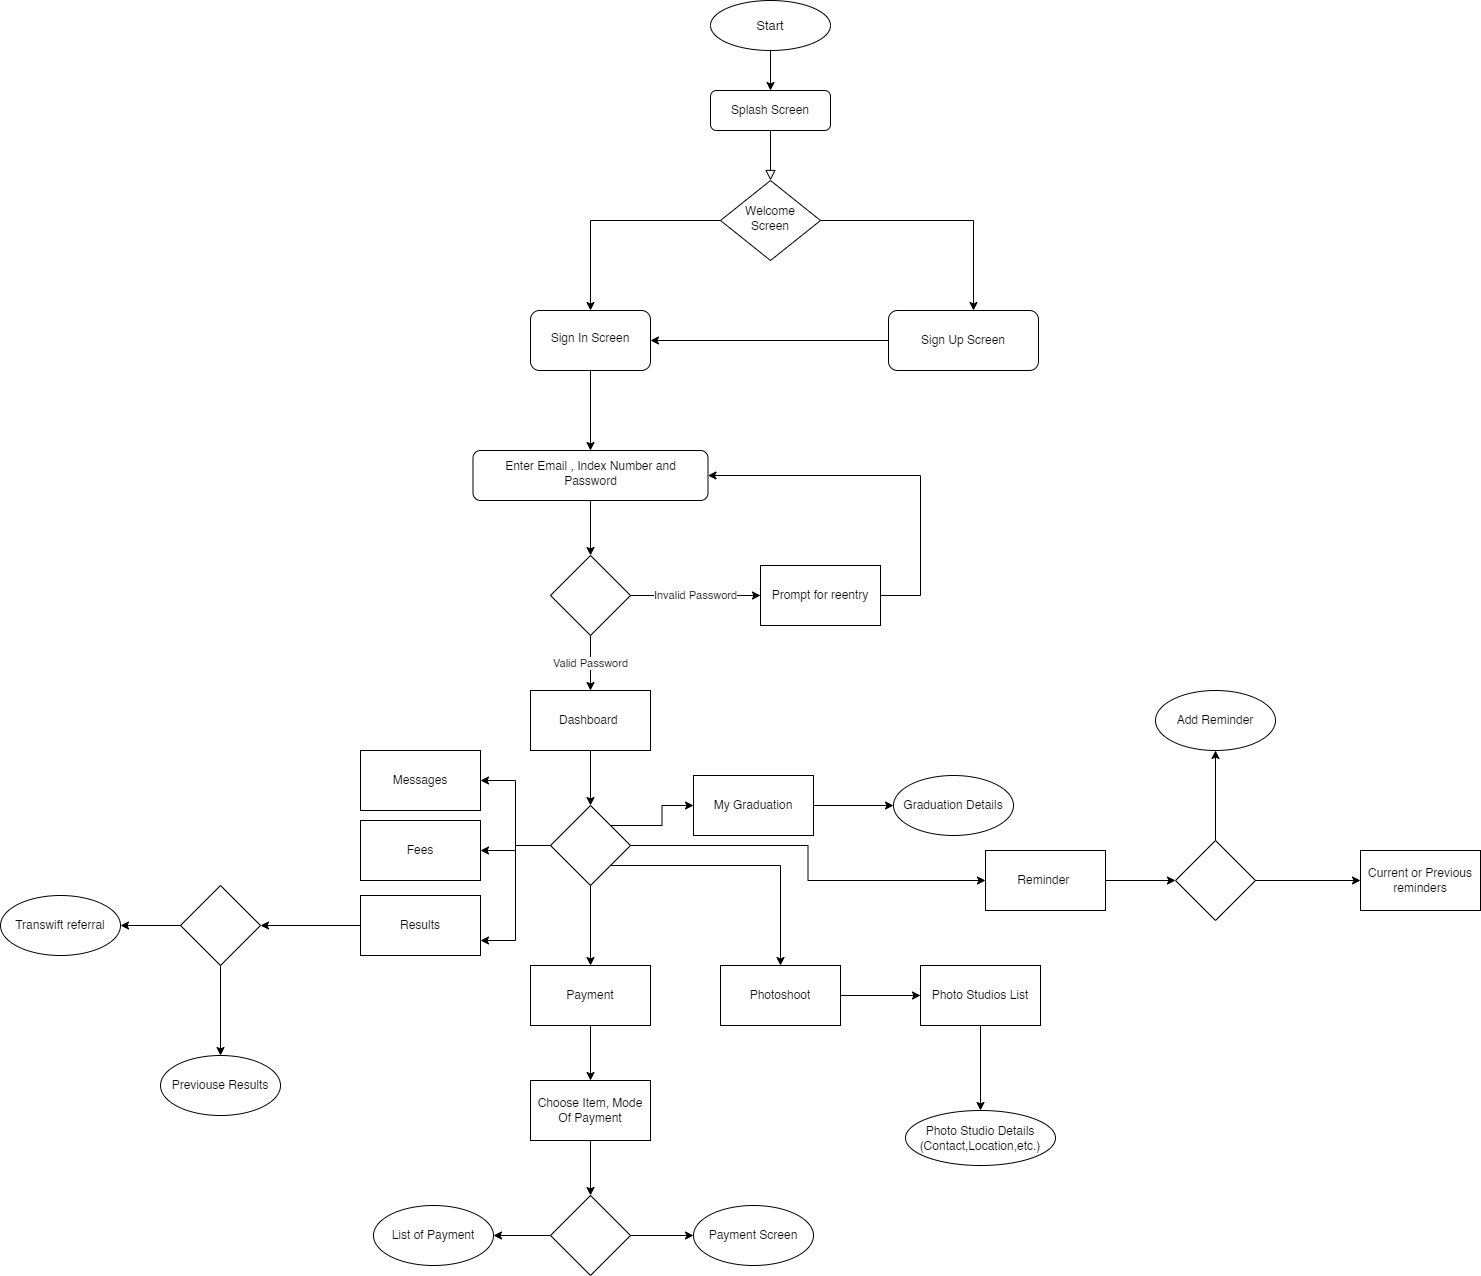 Start
Splash Screen
Welcome
Screen
Sign In Screen
Sign Up Screen
Enter Email , Index Number and
Password
Invalid Password
Prompt for reentry
Valid Password
Dashboard
Add Reminder
Messages
My Graduation
Graduation Details
Fees
Reminder
Current or Previous
reminders
Transwift referral
Results
Payment
Photoshoot
Photo Studios List
Previouse Results
Choose Item, Mode
Of Payment
Photo Studio Details
(Contact,Location,etc.)
List of Payment
Payment Screen